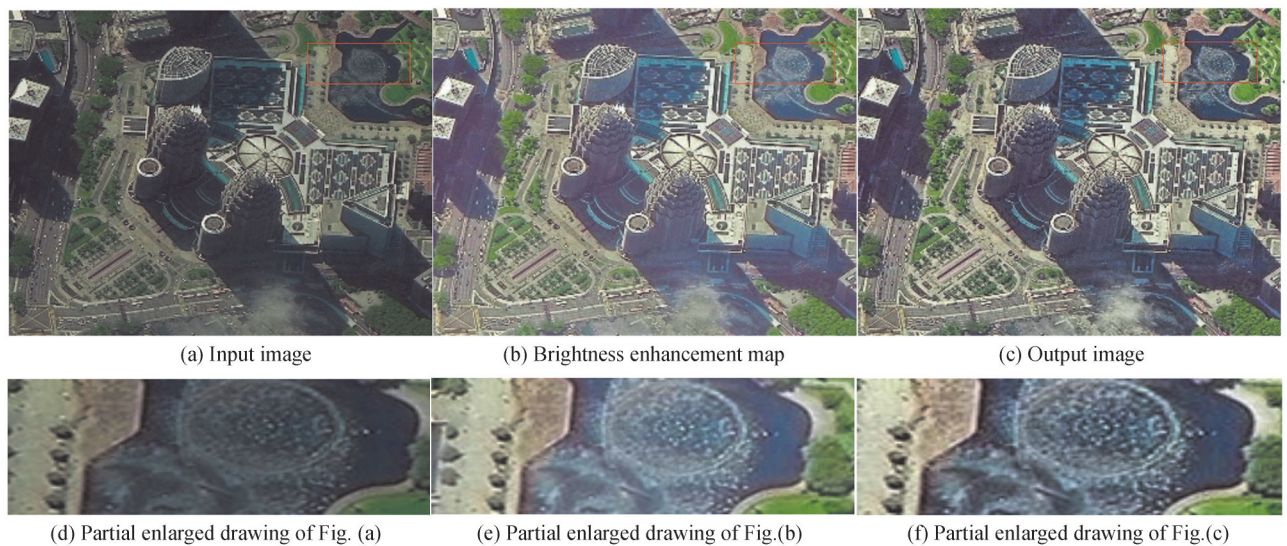 (a) Input image
(b) Brightness enhancement map
(c) Output image
(d) Partial enlarged drawing of Fig. (a)
(e) Partial enlarged drawing of Fig.(b)
(f) Partial enlarged drawing of Fig.(c)